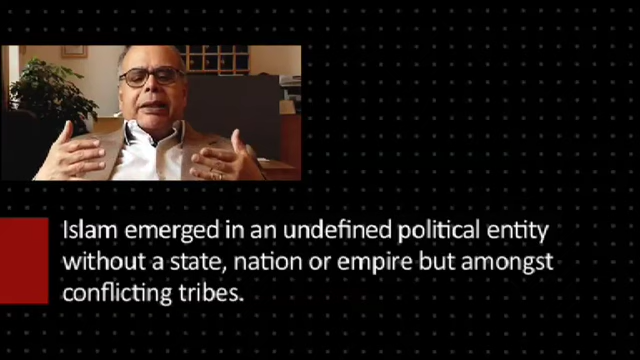 Islam emerged in an undefined political entity
without a state, nation or empire but amongst
conflicting tribes.